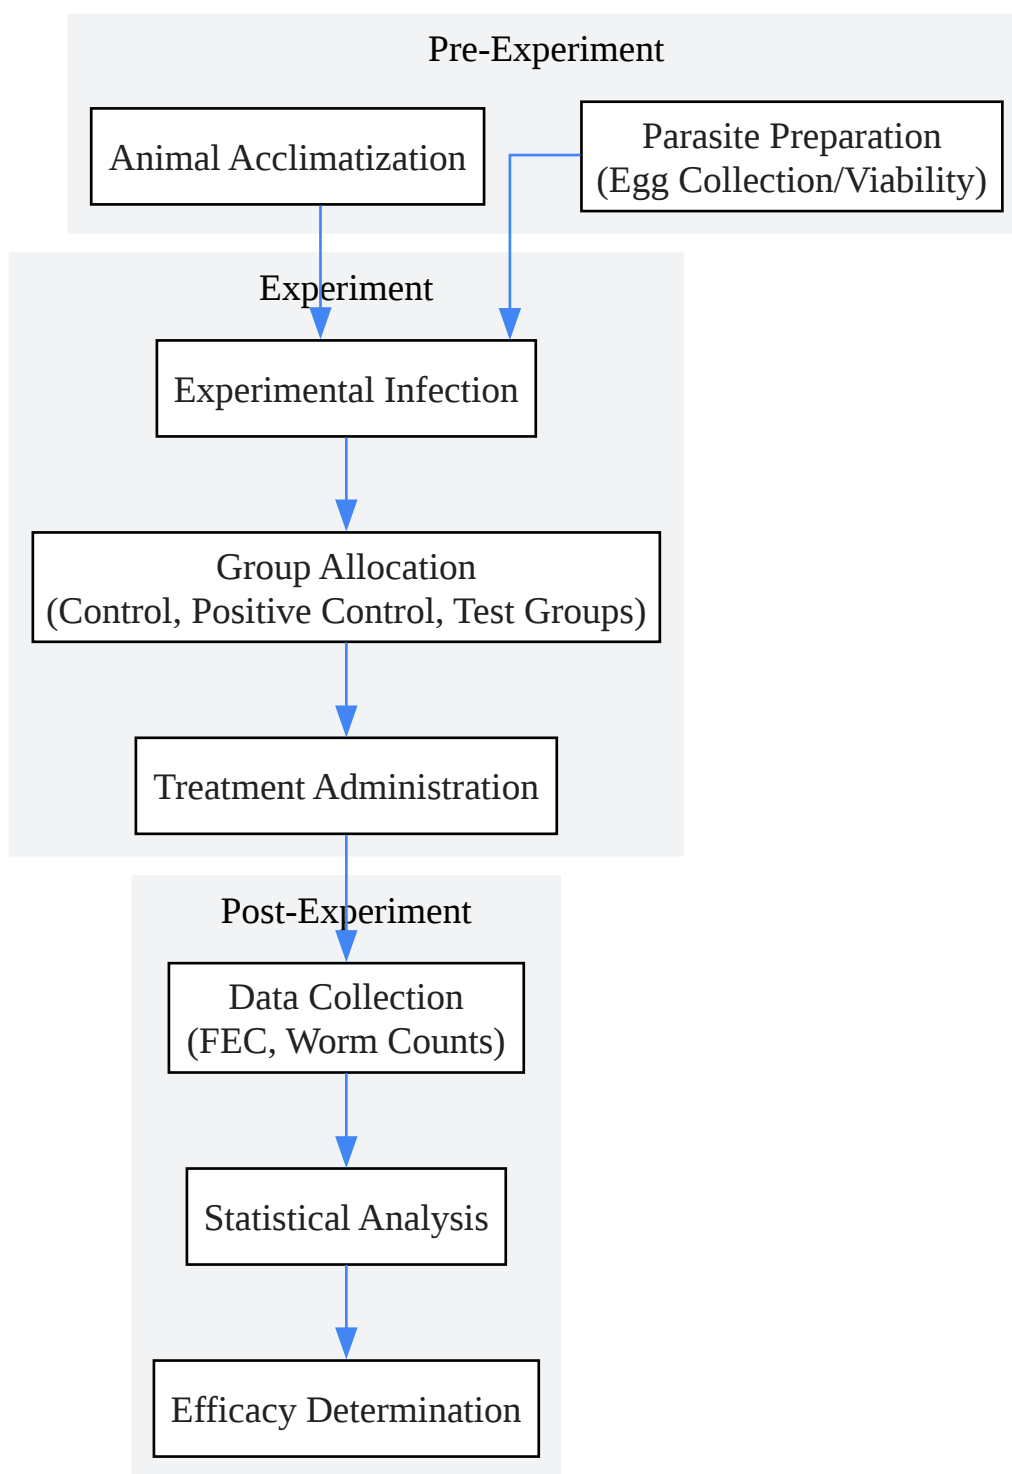 Pre-Experiment
Animal Acclimatization
Parasite Preparation
(Egg Collection/Viability)
Experiment
Experimental Infection
Group Allocation
(Control, Positive Control, Test Groups)
Treatment Administration
Post-Experiment
Data Collection
(FEC, Worm Counts)
Statistical Analysis
Efficacy Determination